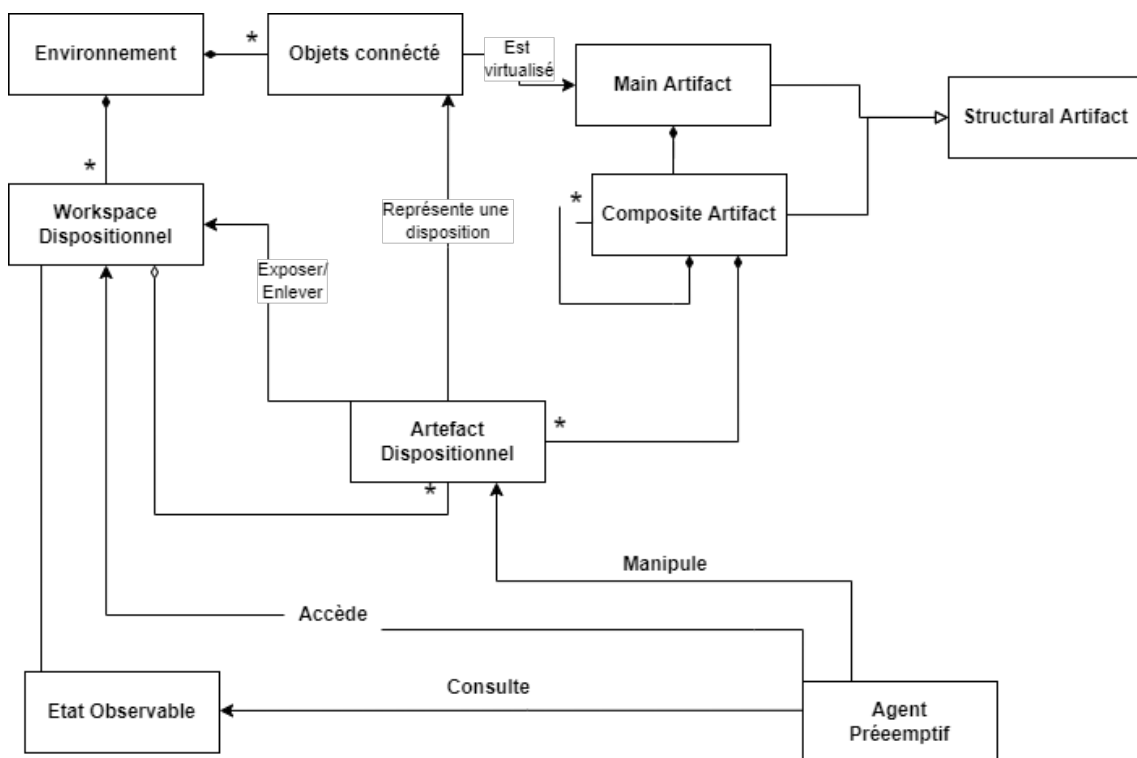 Environnement
*
Objets connécté
Est
virtualisé
Main Artifact
Structural Artifact
*
Workspace
Dispositionnel
Représente une
disposition
*
Composite Artifact
Exposer/
Enlever
Artefact
Dispositionnel
*
*
Manipule
Accède
Consulte
Etat Observable
Agent
Préeemptif